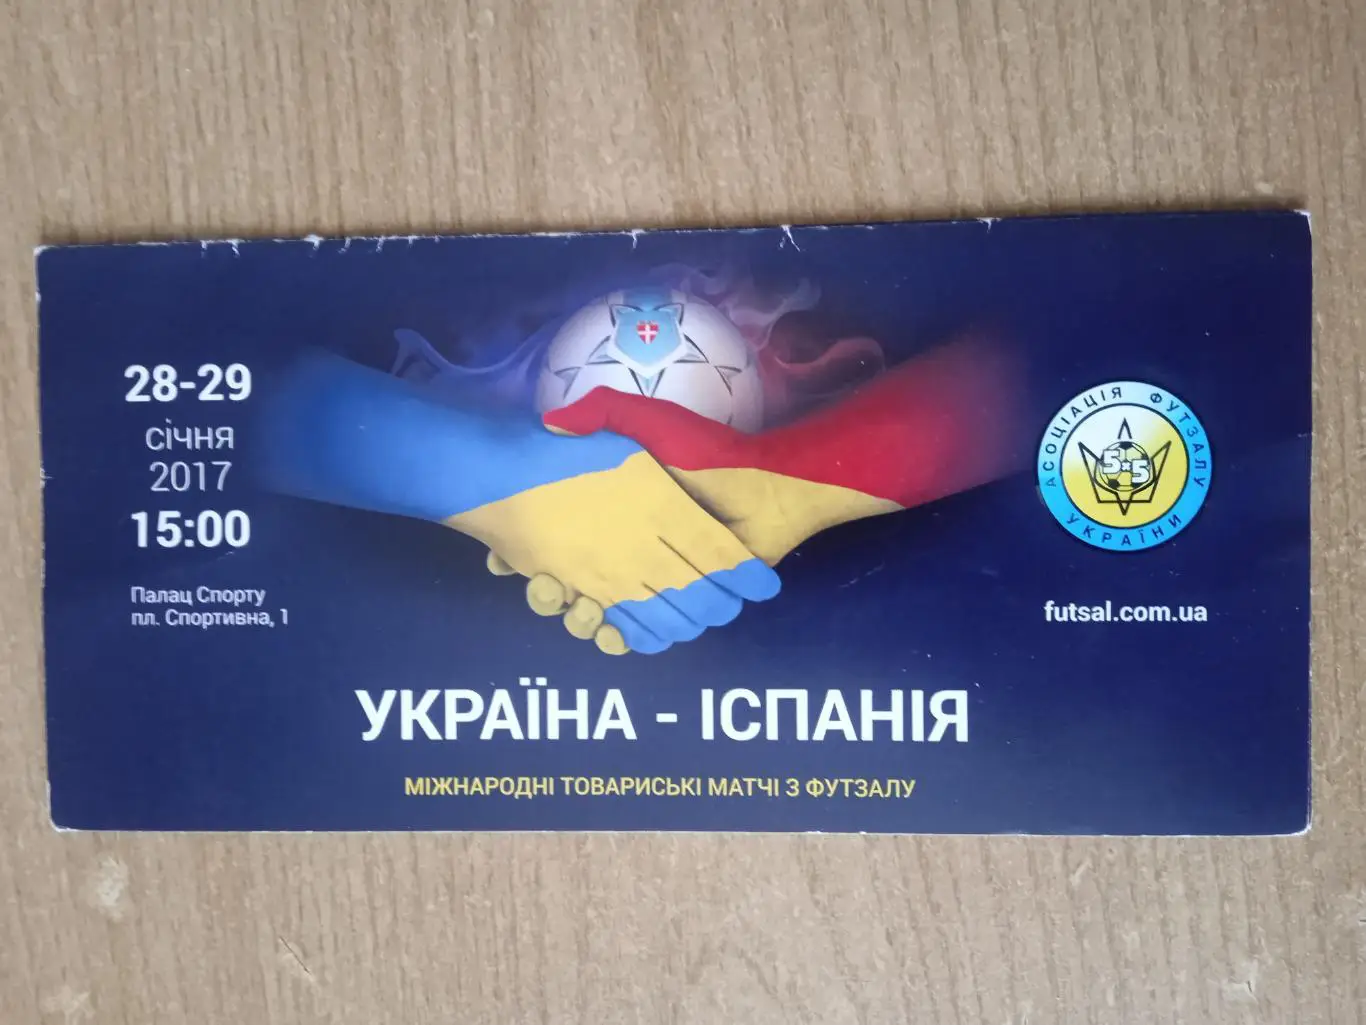 28-29
січня
2017
15:00
Палац Спорту
пл. Спортивна, 1
АСОЦІАЦІЯ ФУТЗАЛУ
5×5
УКРАЇНИ
futsal.com.ua
УКРАЇНА - ІСПАНІЯ
МІЖНАРОДНІ ТОВАРИСЬКІ МАТЧІ З ФУТЗАЛУ